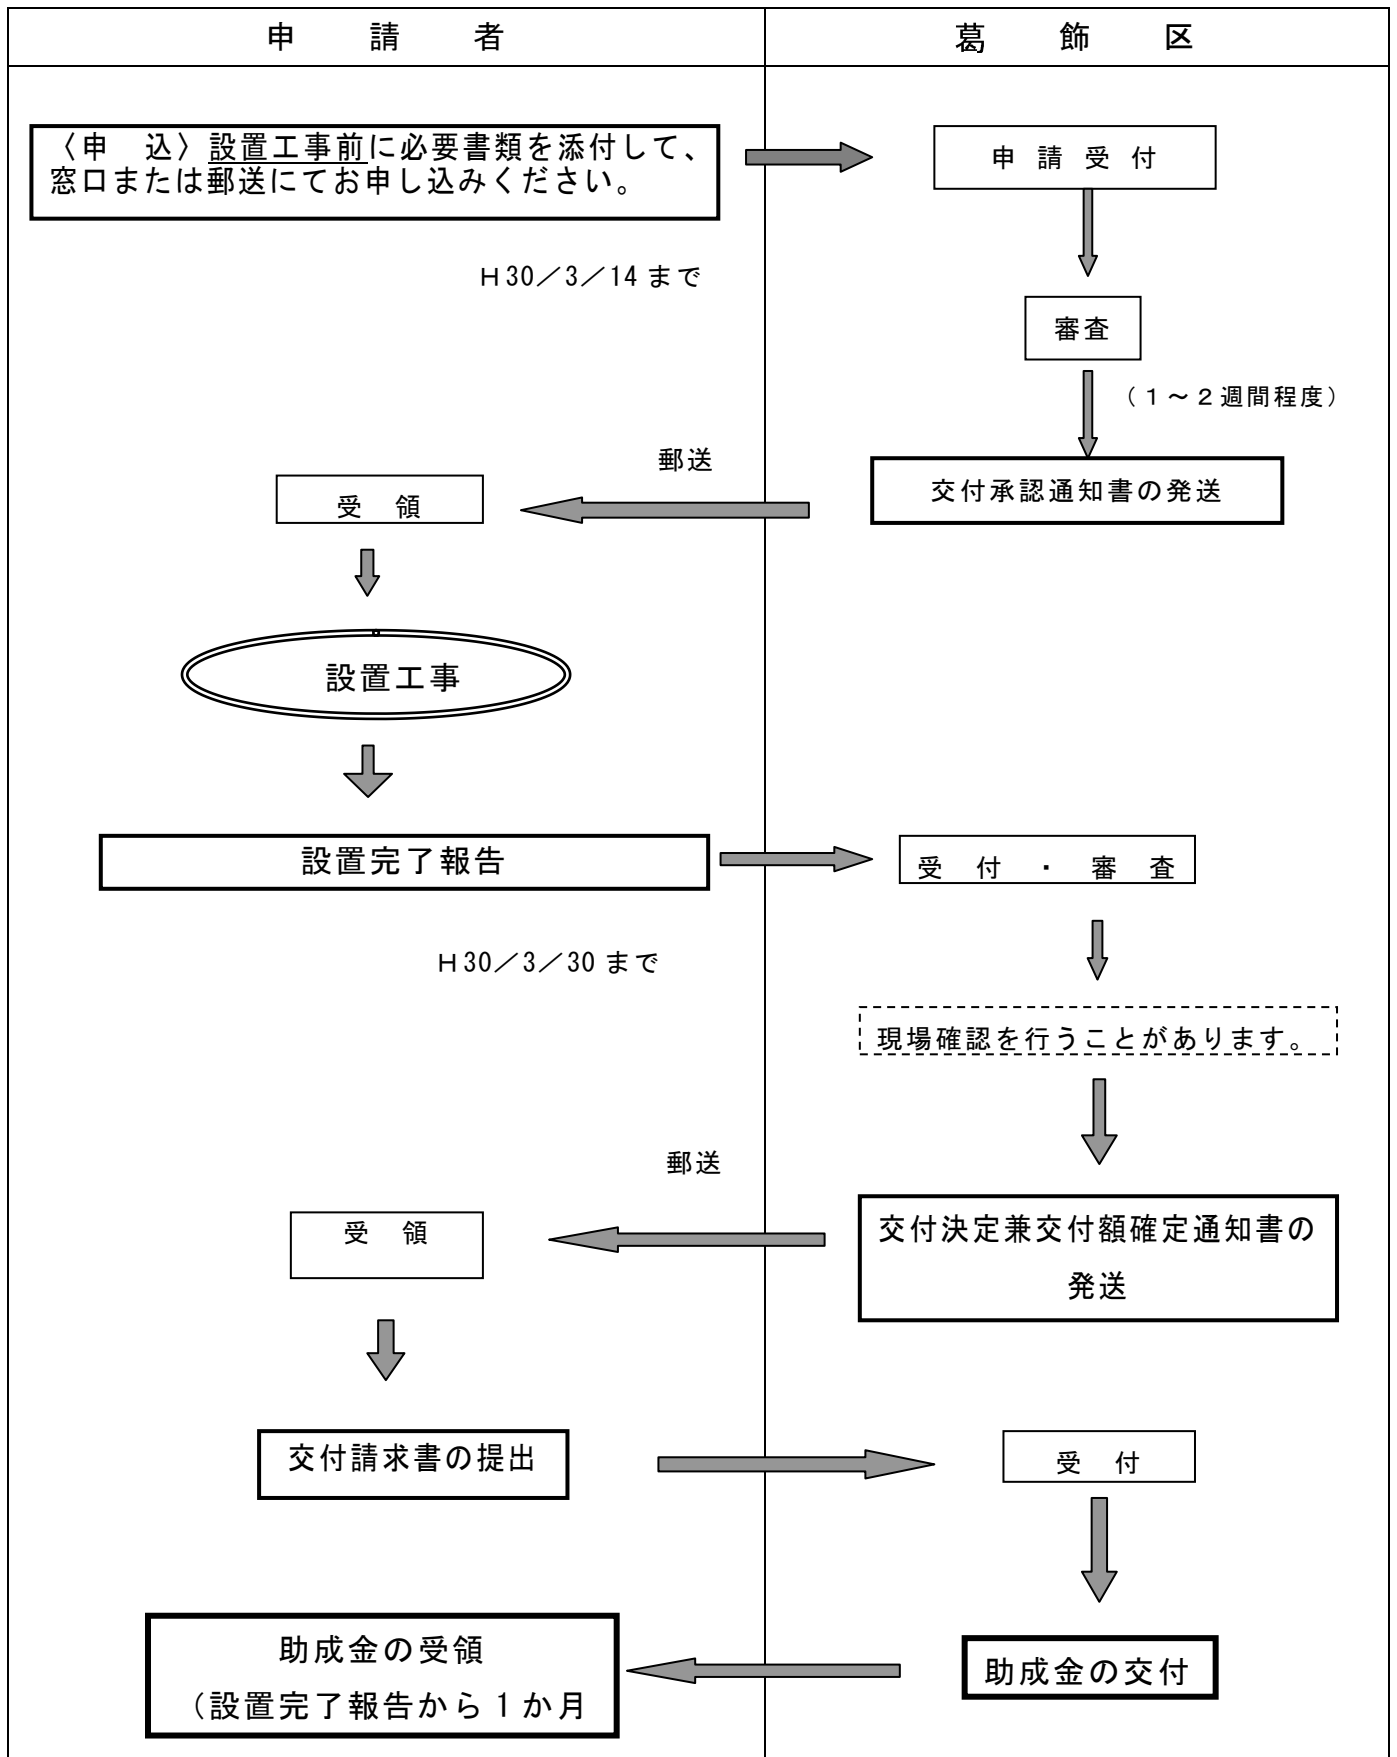 申請者
葛飾区
〈申　込〉設置工事前に必要書類を添付して、
窓口または郵送にてお申し込みください。
申請受付
H30／3／14まで
審査
（１～２週間程度）
郵送
交付承認通知書の発送
受領
設置工事
設置完了報告
受付・審査
H30／3／30まで
現場確認を行うことがあります。
郵送
受領
交付決定兼交付額確定通知書の
発送
交付請求書の提出
受付
助成金の受領
（設置完了報告から１か月
助成金の交付